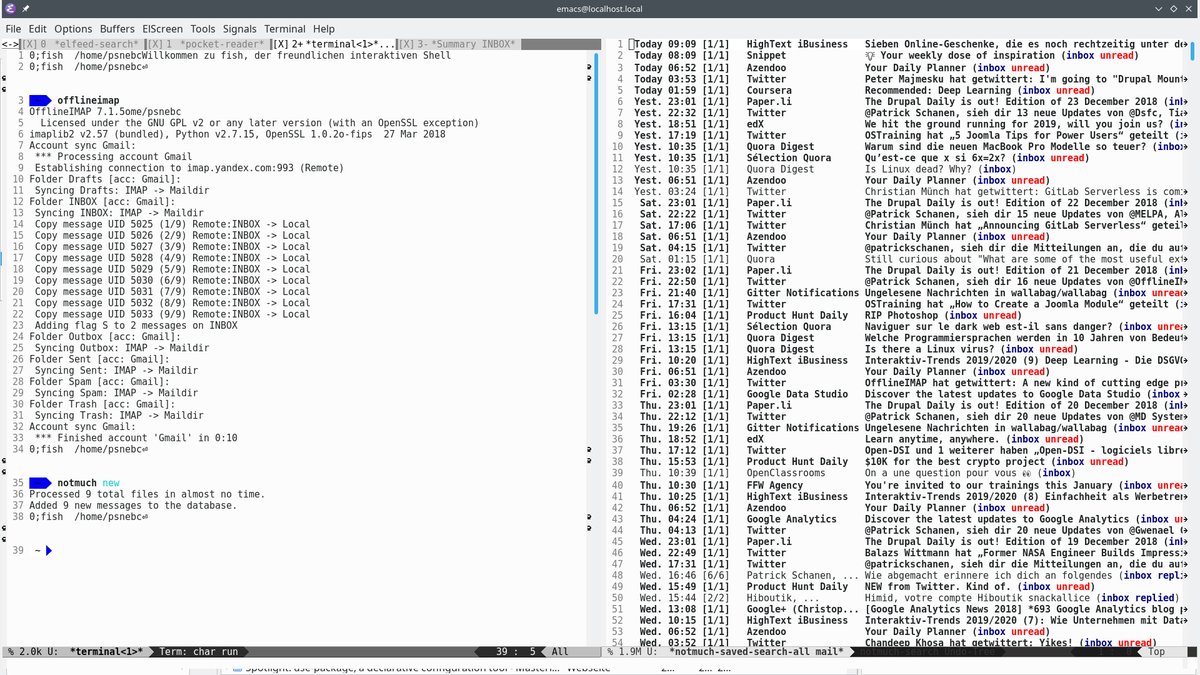 emacs@localhost.local
File Edit Options Buffers ElScreen Tools Signals Terminal Help
<->[X] 0 *elfeed-search* [X] 1 *pocket-reader* [X] 2+ *terminal<1>*... [X] 3- *Summary INBOX*
1 0;fish /home/psnebcWillkommen zu fish, der freundlichen interaktiven Shell
2 0;fish /home/psnebc⏎
3 offlineimap
4 OfflineIMAP 7.1.5ome/psnebc
5 Licensed under the GNU GPL v2 or any later version (with an OpenSSL exception)
6 imaplib2 v2.57 (bundled), Python v2.7.15, OpenSSL 1.0.2o-fips 27 Mar 2018
7 Account sync Gmail:
8 *** Processing account Gmail
9 Establishing connection to imap.yandex.com:993 (Remote)
10 Folder Drafts [acc: Gmail]:
11 Syncing Drafts: IMAP -> Maildir
12 Folder INBOX [acc: Gmail]:
13 Syncing INBOX: IMAP -> Maildir
14 Copy message UID 5025 (1/9) Remote:INBOX -> Local
15 Copy message UID 5026 (2/9) Remote:INBOX -> Local
16 Copy message UID 5027 (3/9) Remote:INBOX -> Local
17 Copy message UID 5028 (4/9) Remote:INBOX -> Local
18 Copy message UID 5029 (5/9) Remote:INBOX -> Local
19 Copy message UID 5030 (6/9) Remote:INBOX -> Local
20 Copy message UID 5031 (7/9) Remote:INBOX -> Local
21 Copy message UID 5032 (8/9) Remote:INBOX -> Local
22 Copy message UID 5033 (9/9) Remote:INBOX -> Local
23 Adding flag S to 2 messages on INBOX
24 Folder Outbox [acc: Gmail]:
25 Syncing Outbox: IMAP -> Maildir
26 Folder Sent [acc: Gmail]:
27 Syncing Sent: IMAP -> Maildir
28 Folder Spam [acc: Gmail]:
29 Syncing Spam: IMAP -> Maildir
30 Folder Trash [acc: Gmail]:
31 Syncing Trash: IMAP -> Maildir
32 Account sync Gmail:
33 *** Finished account 'Gmail' in 0:10
34 0;fish /home/psnebc⏎
35 notmuch new
36 Processed 9 total files in almost no time.
37 Added 9 new messages to the database.
38 0;fish /home/psnebc⏎
39 ~
% 2.0k U: *terminal<1> Term: char run 39 : 5 All
1 Today 09:09 [1/1] HighText iBusiness Sieben Online-Geschenke, die es noch rechtzeitig unter de
2 Today 08:09 [1/1] Snippet 💡 Your weekly dose of inspiration (inbox unread)
3 Today 06:52 [1/1] Azendoo Your Daily Planner (inbox unread)
4 Today 03:53 [1/1] Twitter Peter Majmesku hat getwittert: I'm going to "Drupal Moun
5 Today 01:59 [1/1] Coursera Recommended: Deep Learning (inbox unread)
6 Yest. 23:01 [1/1] Paper.li The Drupal Daily is out! Edition of 23 December 2018 (in
7 Yest. 22:32 [1/1] Twitter @Patrick Schanen, sieh dir 13 neue Updates von @Dsfc, Ti
8 Yest. 18:51 [1/1] edX We hit the ground running for 2019, will you join us? (i
9 Yest. 17:19 [1/1] Twitter OSTraining hat „5 Joomla Tips for Power Users“ geteilt (
10 Yest. 10:35 [1/1] Quora Digest Warum sind die neuen MacBook Pro Modelle so teuer? (inbo
11 Yest. 10:35 [1/1] Sélection Quora Qu’est-ce que x si 6x=2x? (inbox unread)
12 Yest. 10:35 [1/1] Quora Digest Is Linux dead? Why? (inbox)
13 Yest. 06:51 [1/1] Azendoo Your Daily Planner (inbox unread)
14 Yest. 03:24 [1/1] Twitter Christian Münch hat getwittert: GitLab Serverless is com
15 Sat. 23:01 [1/1] Paper.li The Drupal Daily is out! Edition of 22 December 2018 (in
16 Sat. 22:22 [1/1] Twitter @Patrick Schanen, sieh dir 15 neue Updates von @MELPA, Al
17 Sat. 17:06 [1/1] Twitter Christian Münch hat „Announcing GitLab Serverless“ geteil
18 Sat. 06:51 [1/1] Azendoo Your Daily Planner (inbox unread)
19 Sat. 04:15 [1/1] Twitter @patrickschanen, sieh dir die Mitteilungen an, die du au
20 Sat. 01:15 [1/1] Quora Still curious about "What are some of the most useful ex
21 Fri. 23:02 [1/1] Paper.li The Drupal Daily is out! Edition of 21 December 2018 (in
22 Fri. 22:50 [1/1] Twitter @Patrick Schanen, sieh dir 16 neue Updates von @OfflineI
23 Fri. 21:40 [1/1] Gitter Notifications Ungelesene Nachrichten in wallabag/wallabag (inbox unrea
24 Fri. 17:31 [1/1] Twitter OSTraining hat „How to Create a Joomla Module“ geteilt (
25 Fri. 16:04 [1/1] Product Hunt Daily RIP Photoshop (inbox unread)
26 Fri. 13:15 [1/1] Sélection Quora Naviguer sur le dark web est-il sans danger? (inbox unre
27 Fri. 13:15 [1/1] Quora Digest Welche Programmiersprachen werden in 10 Jahren von Bedeu
28 Fri. 13:15 [1/1] Quora Digest Is there a Linux virus? (inbox unread)
29 Fri. 10:20 [1/1] HighText iBusiness Interaktiv-Trends 2019/2020 (9) Deep Learning - Die DSGV
30 Fri. 06:51 [1/1] Azendoo Your Daily Planner (inbox unread)
31 Fri. 03:30 [1/1] Twitter OfflineIMAP hat getwittert: A new kind of cutting edge p
32 Fri. 02:28 [1/1] Google Data Studio Discover the latest updates to Google Data Studio (inbox
33 Thu. 23:01 [1/1] Paper.li The Drupal Daily is out! Edition of 20 December 2018 (in
34 Thu. 22:12 [1/1] Twitter @Patrick Schanen, sieh dir 20 neue Updates von @MD Syste
35 Thu. 19:26 [1/1] Gitter Notifications Ungelesene Nachrichten in wallabag/wallabag (inbox unrea
36 Thu. 18:52 [1/1] edX Learn anytime, anywhere. (inbox unread)
37 Thu. 17:12 [1/1] Twitter Open-DSI und 1 weiterer haben „Open-DSI - logiciels libr
38 Thu. 15:53 [1/1] Product Hunt Daily $10K for the best crypto project (inbox unread)
39 Thu. 10:39 [1/1] OpenClassrooms On a une question pour vous 👀 (inbox)
40 Thu. 10:30 [1/1] FFW Agency You're invited to our trainings this January (inbox unrea
41 Thu. 10:25 [1/1] HighText iBusiness Interaktiv-Trends 2019/2020 (8) Einfachheit als Werbetre
42 Thu. 06:52 [1/1] Azendoo Your Daily Planner (inbox unread)
43 Thu. 04:24 [1/1] Google Analytics Discover the latest updates to Google Analytics (inbox u
44 Thu. 04:13 [1/1] Twitter @Patrick Schanen, sieh dir 20 neue Updates von @Gwenael
45 Wed. 23:01 [1/1] Paper.li The Drupal Daily is out! Edition of 19 December 2018 (in
46 Wed. 22:49 [1/1] Twitter Balazs Wittmann hat „Former NASA Engineer Builds Impress
47 Wed. 17:31 [1/1] Twitter @patrickschanen, sieh dir die Mitteilungen an, die du au
48 Wed. 16:46 [6/6] Patrick Schanen, ... Wie abgemacht erinnere ich dich an folgendes (inbox repli
49 Wed. 15:49 [1/1] Product Hunt Daily NEW from Twitter. Kind of. (inbox unread)
50 Wed. 15:44 [2/2] Hiboutik, ... Himid, votre compte Hiboutik snackallice (inbox replied)
51 Wed. 13:08 [1/1] Google+ (Christop... [Google Analytics News 2018] *693 Google Analytics blog p
52 Wed. 10:15 [1/1] HighText iBusiness Interaktiv-Trends 2019/2020 (7): Wie Unternehmen mit Dat
53 Wed. 06:52 [1/1] Azendoo Your Daily Planner (inbox unread)
54 Wed. 03:52 [1/1] Twitter Chandeep Khosa hat getwittert: Yikes! (inbox unread)
% 1.9M U: *notmuch-saved-search-all mail* Top